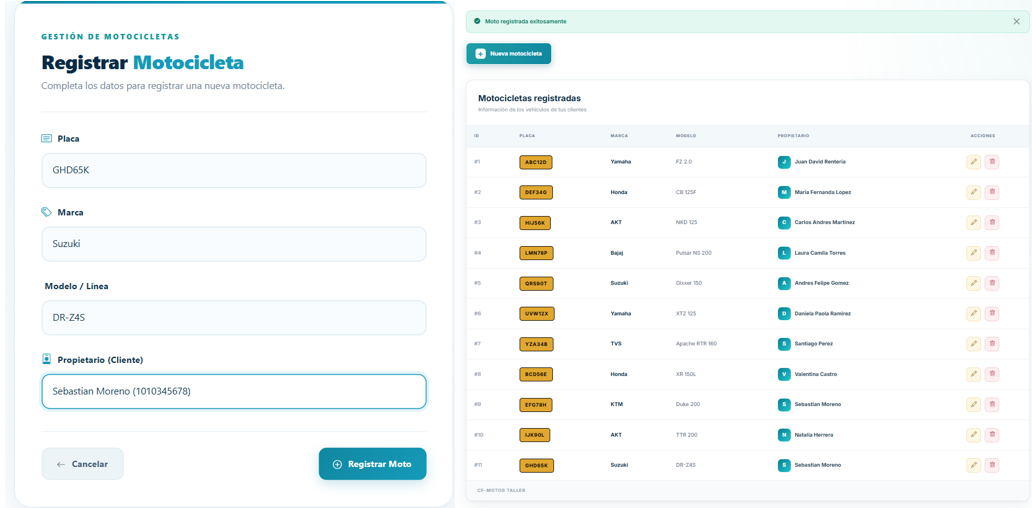 GESTIÓN DE MOTOCICLETAS
Registrar Motocicleta
Completa los datos para registrar una nueva motocicleta.
Placa
GHD65K
Marca
Suzuki
Modelo / Línea
DR-Z4S
Propietario (Cliente)
Sebastian Moreno (1010345678)
Cancelar
Registrar Moto
Moto registrada exitosamente
Nueva motocicleta
Motocicletas registradas
Información de los vehículos de tus clientes
ID PLACA MARCA MODELO PROPIETARIO ACCIONES
#1 ABC12D Yamaha FZ 2.0 J Juan David Renteria
#2 DEF34G Honda CB 125F M Maria Fernanda Lopez
#3 HIJ56K AKT NKD 125 C Carlos Andres Martinez
#4 LMN78P Bajaj Pulsar NS 200 L Laura Camila Torres
#5 QRS90T Suzuki Gixxer 150 A Andres Felipe Gomez
#6 UVW12X Yamaha XTZ 125 D Daniela Paola Ramirez
#7 YZA34B TVS Apache RTR 160 S Santiago Perez
#8 BCD56E Honda XR 150L V Valentina Castro
#9 EFG78H KTM Duke 200 S Sebastian Moreno
#10 IJK90L AKT TTR 200 N Natalia Herrera
#11 GHD65K Suzuki DR-Z4S S Sebastian Moreno
CF-MOTOS TALLER